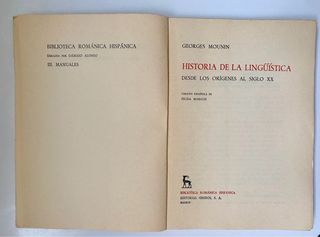 BIBLIOTECA ROMÁNICA HISPÁNICA
DIRIGIDA POR DÁMASO ALONSO
III. MANUALES
GEORGES MOUNIN
HISTORIA DE LA LINGÜÍSTICA
DESDE LOS ORÍGENES AL SIGLO XX
VERSIÓN ESPAÑOLA DE
FELISA MARCOS
BIBLIOTECA ROMÁNICA HISPÁNICA
EDITORIAL GREDOS, S. A.
MADRID